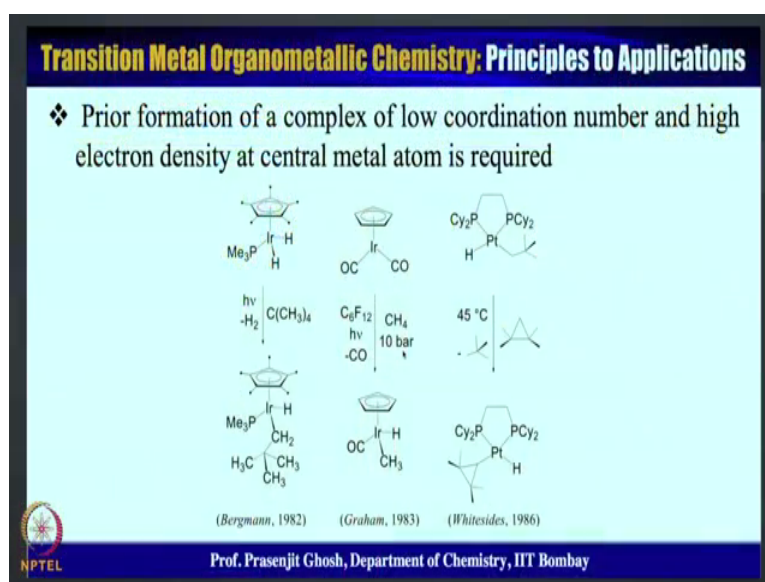 Transition Metal Organometallic Chemistry: Principles to Applications
❖ Prior formation of a complex of low coordination number and high
electron density at central metal atom is required
Ir H
Me₃P
H
hν
-H₂
C(CH₃)₄
Ir H
Me₃P
CH₂
H₃C CH₃
CH₃
(Bergmann, 1982)
Ir
OC CO
C₆F₁₂
hν
-CO
CH₄
10 bar
Ir H
OC
CH₃
(Graham, 1983)
Cy₂P PCy₂
Pt
H
45 °C
-
Cy₂P PCy₂
Pt
H
(Whitesides, 1986)
NPTEL
Prof. Prasenjit Ghosh, Department of Chemistry, IIT Bombay